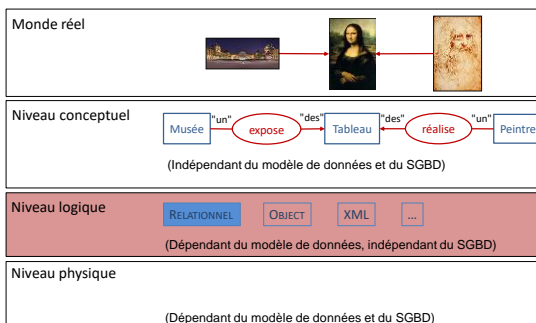 Monde réel
Niveau conceptuel
Musée "un" expose "des" Tableau "des" réalise "un" Peintre
(Indépendant du modèle de données et du SGBD)
Niveau logique
RELATIONNEL OBJECT XML ...
(Dépendant du modèle de données, indépendant du SGBD)
Niveau physique
(Dépendant du modèle de données et du SGBD)